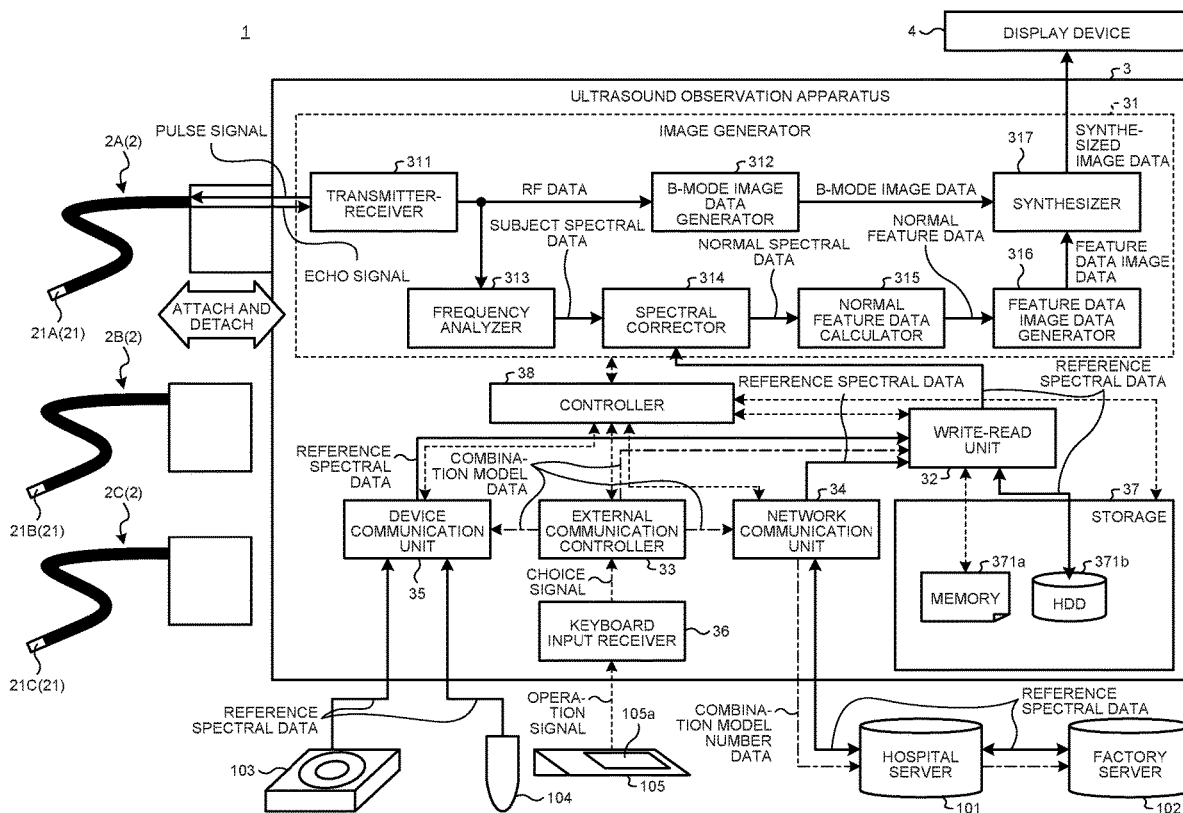 1
4
DISPLAY DEVICE
3
ULTRASOUND OBSERVATION APPARATUS
31
PULSE SIGNAL
IMAGE GENERATOR
SYNTHE-
SIZED
IMAGE DATA
2A(2)
311
312
317
TRANSMITTER-
RECEIVER
RF DATA
B-MODE IMAGE
DATA
GENERATOR
B-MODE IMAGE DATA
SYNTHESIZER
SUBJECT SPECTRAL
DATA
NORMAL SPECTRAL
DATA
NORMAL
FEATURE DATA
FEATURE
DATA IMAGE
DATA
ECHO SIGNAL
313
314
315
316
ATTACH AND
DETACH
FREQUENCY
ANALYZER
SPECTRAL
CORRECTOR
NORMAL
FEATURE DATA
CALCULATOR
FEATURE DATA
IMAGE DATA
GENERATOR
21A(21)
2B(2)
38
CONTROLLER
REFERENCE SPECTRAL DATA
REFERENCE
SPECTRAL DATA
REFERENCE
SPECTRAL
DATA
COMBINA-
TION MODEL
DATA
WRITE-READ
UNIT
32
21B(21)
2C(2)
34
37
DEVICE
COMMUNICATION
UNIT
35
EXTERNAL
COMMUNICATION
CONTROLLER
33
NETWORK
COMMUNICATION
UNIT
STORAGE
CHOICE
SIGNAL
371a
371b
MEMORY
HDD
KEYBOARD
INPUT RECEIVER
36
21C(21)
REFERENCE
SPECTRAL DATA
OPERA-
TION
SIGNAL
105a
COMBINA-
TION MODEL
NUMBER
DATA
REFERENCE
SPECTRAL DATA
103
104
105
HOSPITAL
SERVER
101
FACTORY
SERVER
102